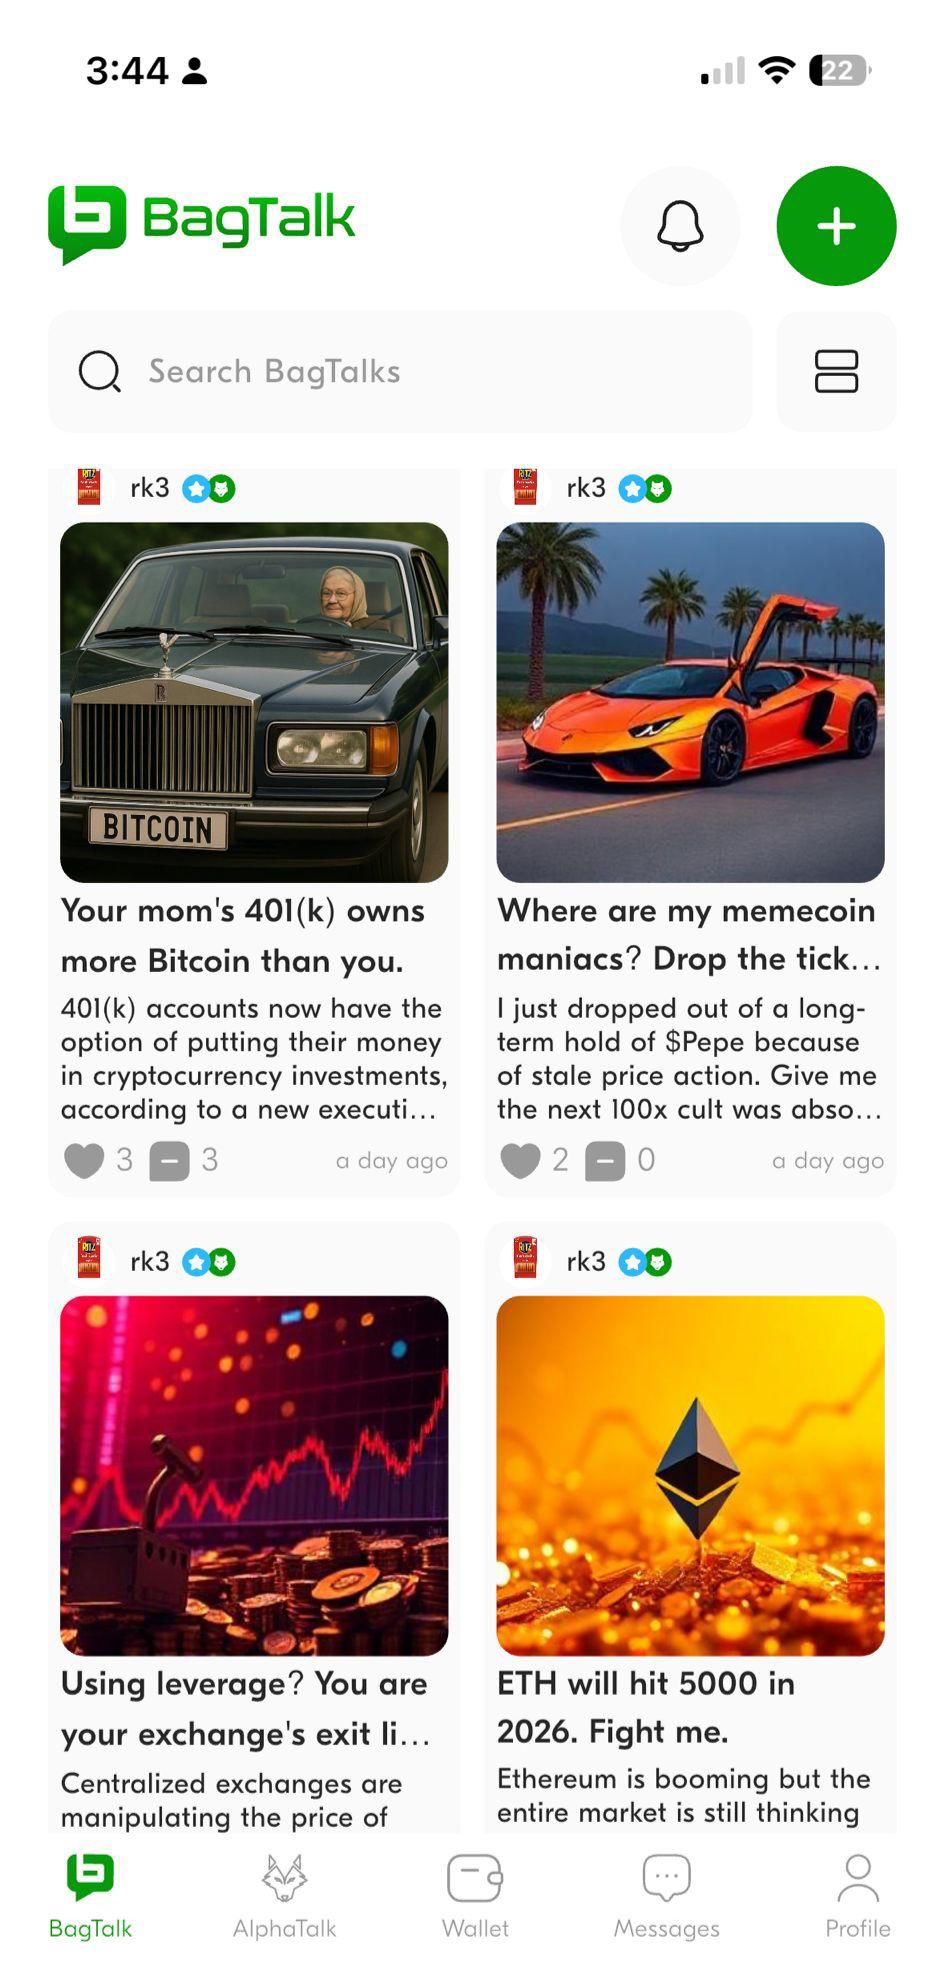 3:44
22
BagTalk
Search BagTalks
rk3
BITCOIN
Your mom's 401(k) owns
more Bitcoin than you.
401(k) accounts now have the
option of putting their money
in cryptocurrency investments,
according to a new executi...
3 3 a day ago
rk3
Where are my memecoin
maniacs? Drop the tick...
I just dropped out of a long-
term hold of $Pepe because
of stale price action. Give me
the next 100x cult was abso...
2 0 a day ago
rk3
Using leverage? You are
your exchange's exit li...
Centralized exchanges are
manipulating the price of
rk3
ETH will hit 5000 in
2026. Fight me.
Ethereum is booming but the
entire market is still thinking
BagTalk
AlphaTalk
Wallet
Messages
Profile